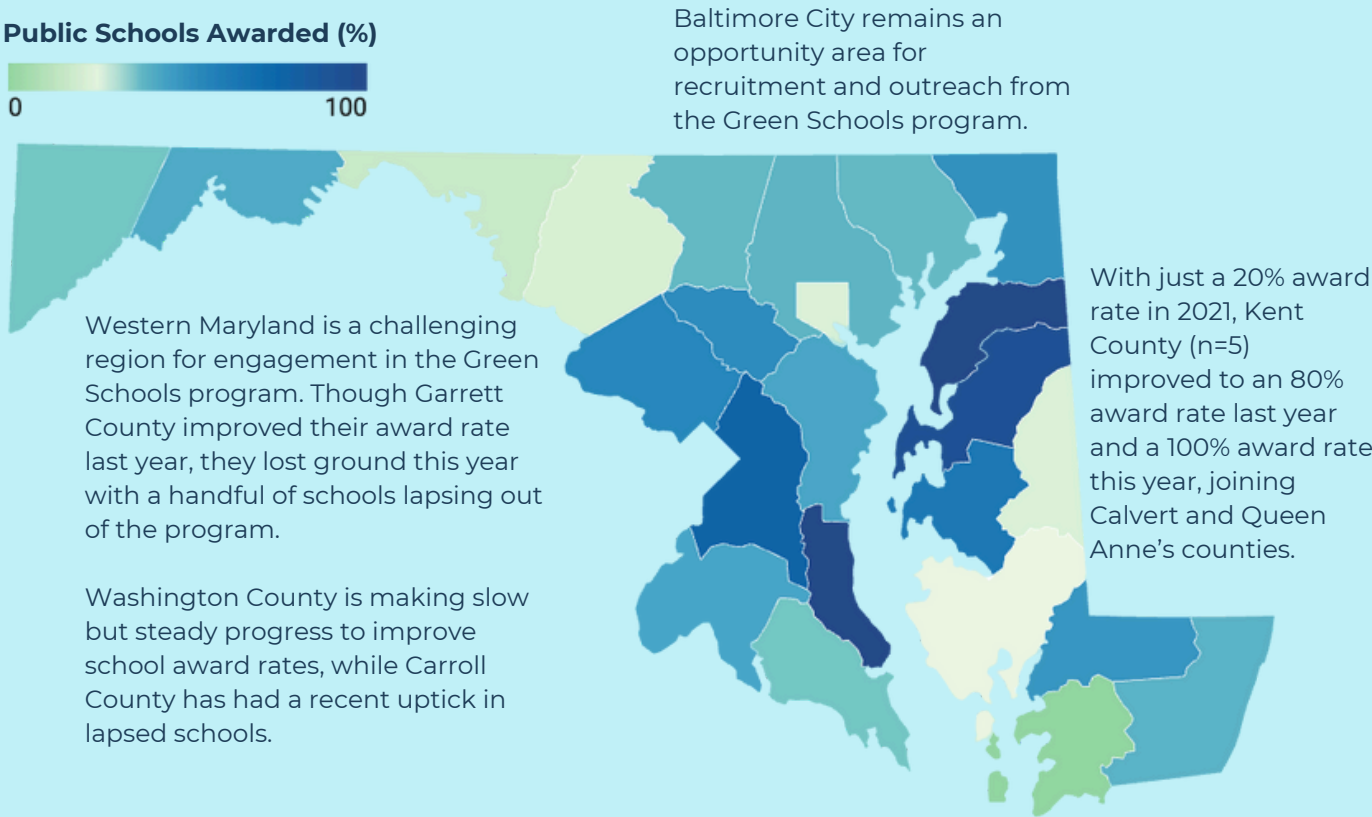 Public Schools Awarded (%)
0 100
Baltimore City remains an
opportunity area for
recruitment and outreach from
the Green Schools program.
Western Maryland is a challenging
region for engagement in the Green
Schools program. Though Garrett
County improved their award rate
last year, they lost ground this year
with a handful of schools lapsing out
of the program.
Washington County is making slow
but steady progress to improve
school award rates, while Carroll
County has had a recent uptick in
lapsed schools.
With just a 20% award
rate in 2021, Kent
County (n=5)
improved to an 80%
award rate last year
and a 100% award rate
this year, joining
Calvert and Queen
Anne’s counties.